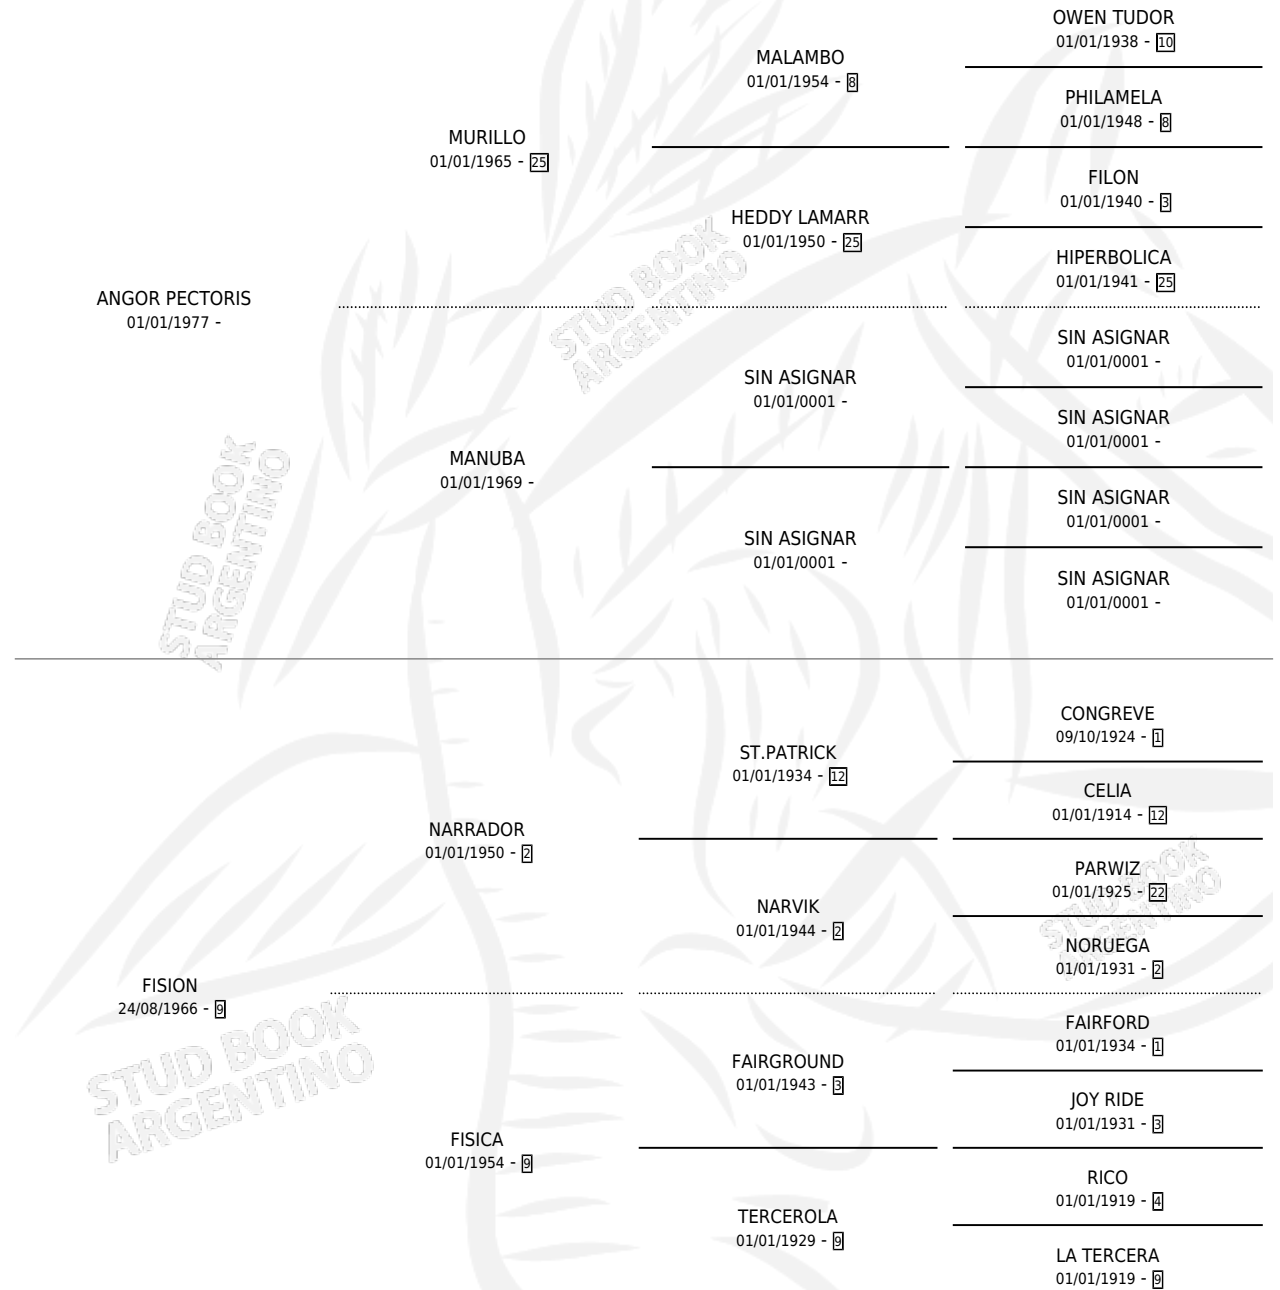 OWEN TUDOR
01/01/1938 - 10
MALAMBO
01/01/1954 - 8
PHILAMELA
01/01/1948 - 8
MURILLO
01/01/1965 - 25
FILON
01/01/1940 - 3
HEDDY LAMARR
01/01/1950 - 25
HIPERBOLICA
01/01/1941 - 25
ANGOR PECTORIS
01/01/1977 -
SIN ASIGNAR
01/01/0001 -
SIN ASIGNAR
01/01/0001 -
SIN ASIGNAR
01/01/0001 -
MANUBA
01/01/1969 -
SIN ASIGNAR
01/01/0001 -
SIN ASIGNAR
01/01/0001 -
SIN ASIGNAR
01/01/0001 -
STUD BOOK
ARGENTINO
STUD BOOK
ARGENTINO
CONGREVE
09/10/1924 - 1
ST.PATRICK
01/01/1934 - 12
CELIA
01/01/1914 - 12
NARRADOR
01/01/1950 - 2
PARWIZ
01/01/1925 - 22
NARVIK
01/01/1944 - 2
NORUEGA
01/01/1931 - 2
FISION
24/08/1966 - 9
FAIRFORD
01/01/1934 - 1
FAIRGROUND
01/01/1943 - 3
JOY RIDE
01/01/1931 - 3
FISICA
01/01/1954 - 9
RICO
01/01/1919 - 4
TERCEROLA
01/01/1929 - 9
LA TERCERA
01/01/1919 - 9
STUD BOOK
ARGENTINO
STUD BOOK
ARGENTINO